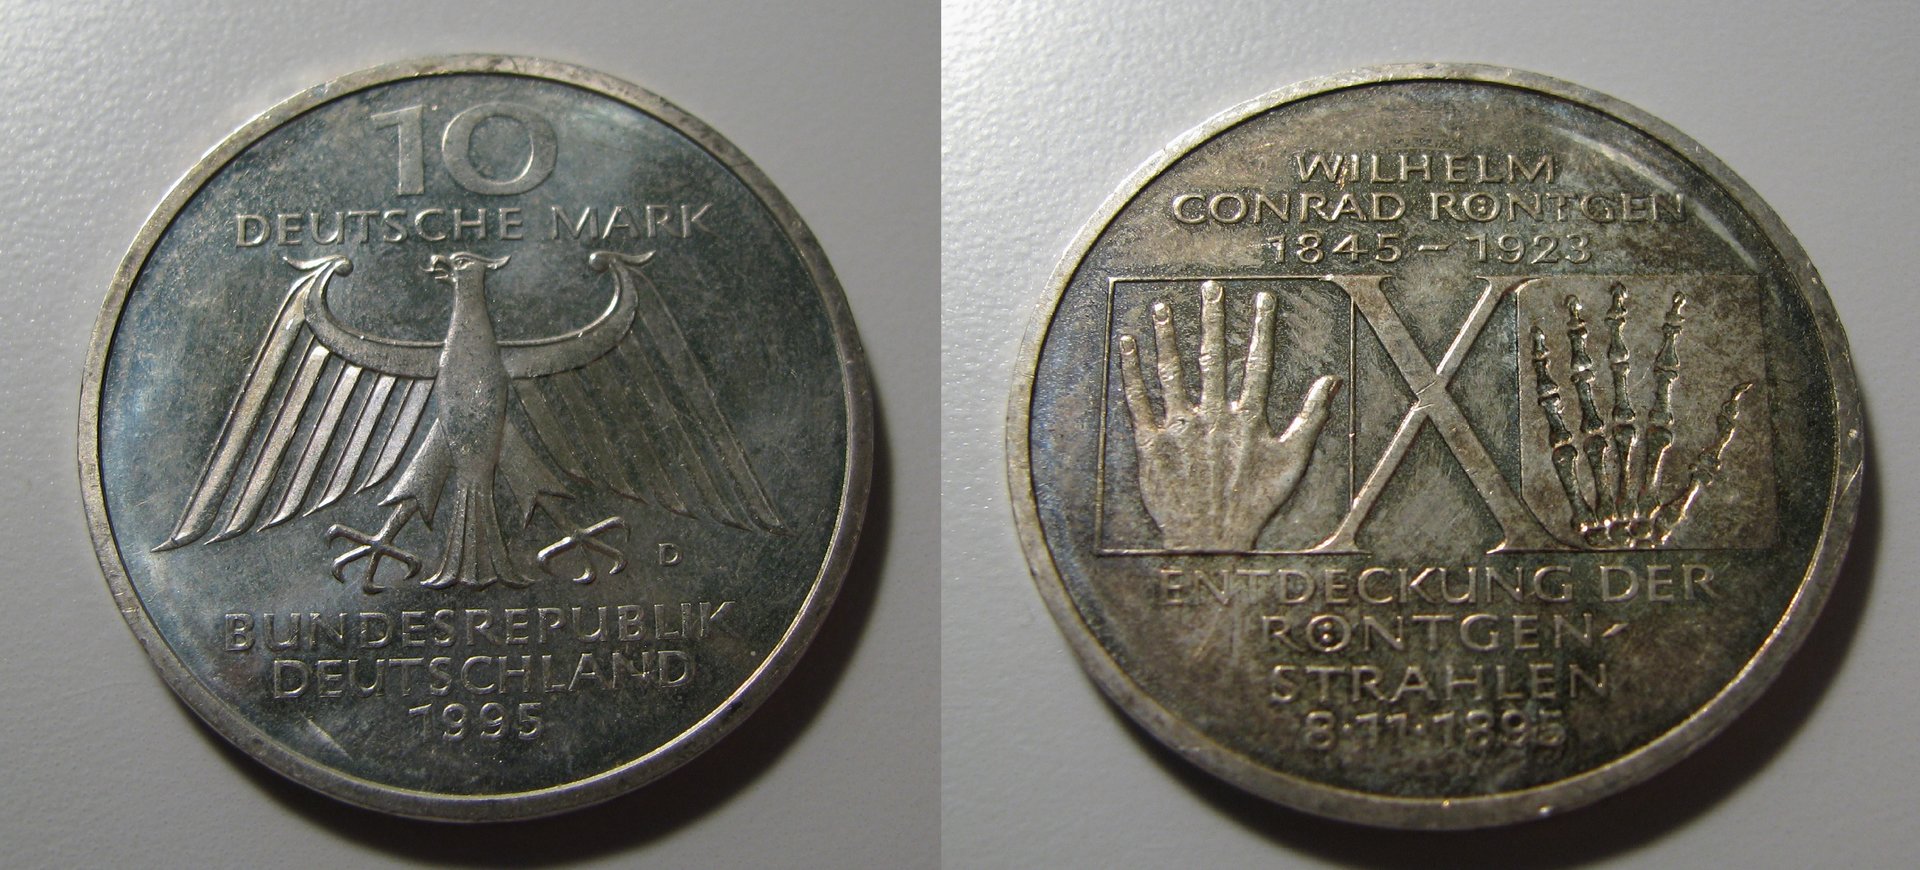 10
DEUTSCHE MARK
D
BUNDESREPUBLIK
DEUTSCHLAND
1995
WILHELM
CONRAD RÖNTGEN
1845 – 1923
X
ENTDECKUNG DER
RÖNTGEN-
STRAHLEN
8·11·1895